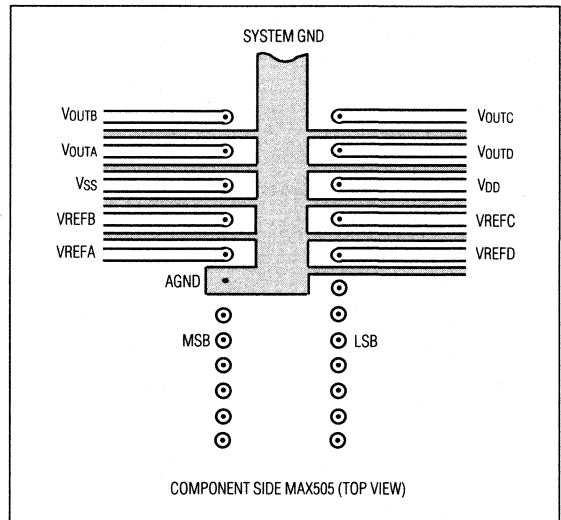 SYSTEM GND
VOUTB
VOUTC
VOUTA
VOUTD
VSS
VDD
VREFB
VREFC
VREFA
VREFD
AGND
MSB
LSB
COMPONENT SIDE MAX505 (TOP VIEW)